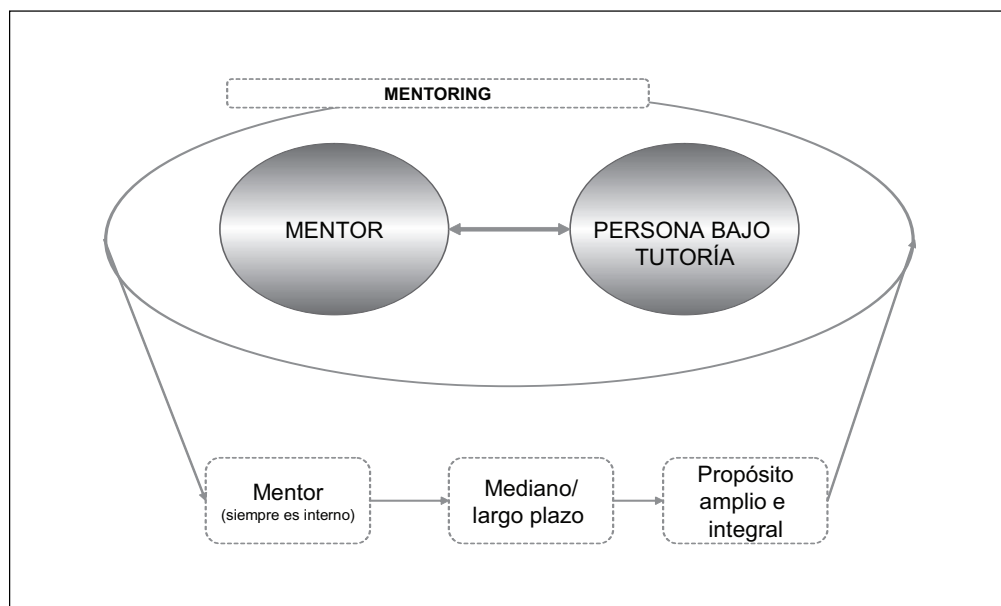 MENTORING
MENTOR
PERSONA BAJO
TUTORÍA
Mentor
(siempre es interno)
Mediano/
largo plazo
Propósito
amplio e
integral